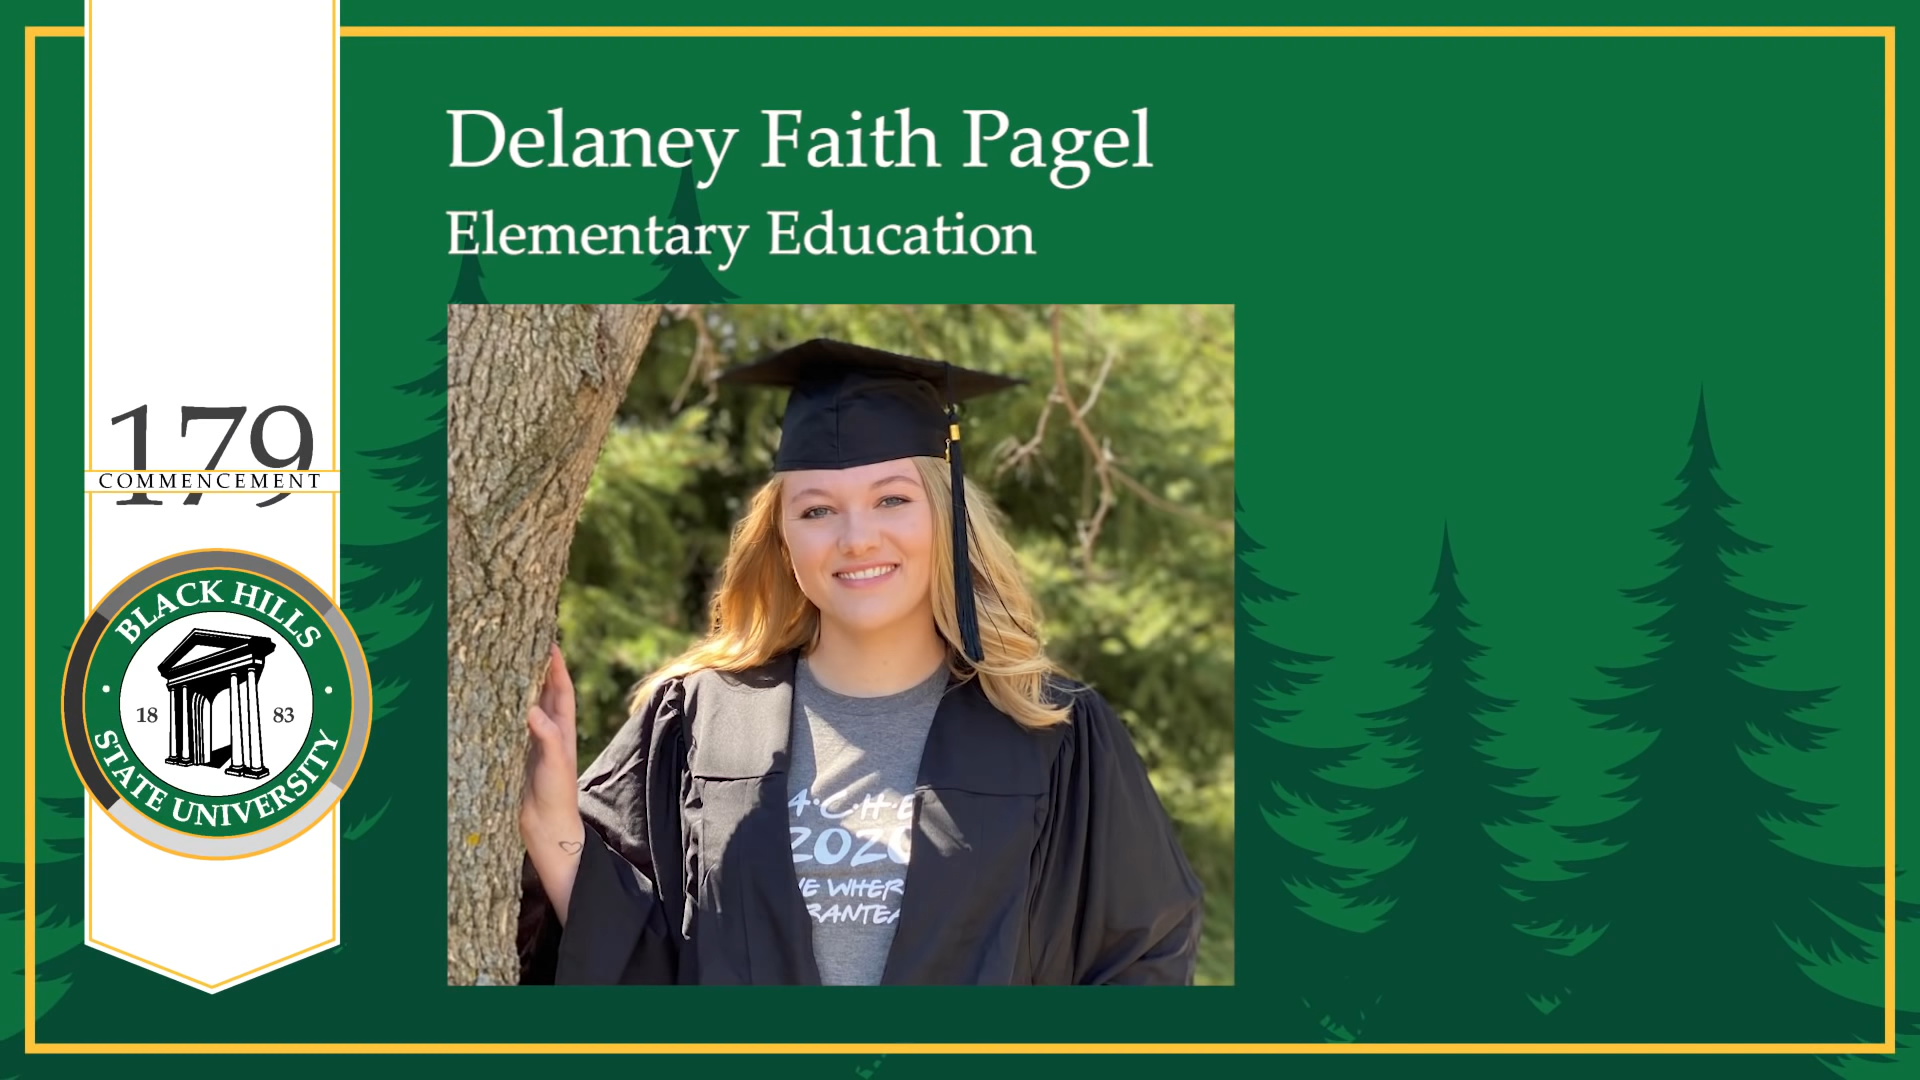 Delaney Faith Pagel
Elementary Education
179
COMMENCEMENT
BLACK HILLS
18 83
STATE UNIVERSITY
2020